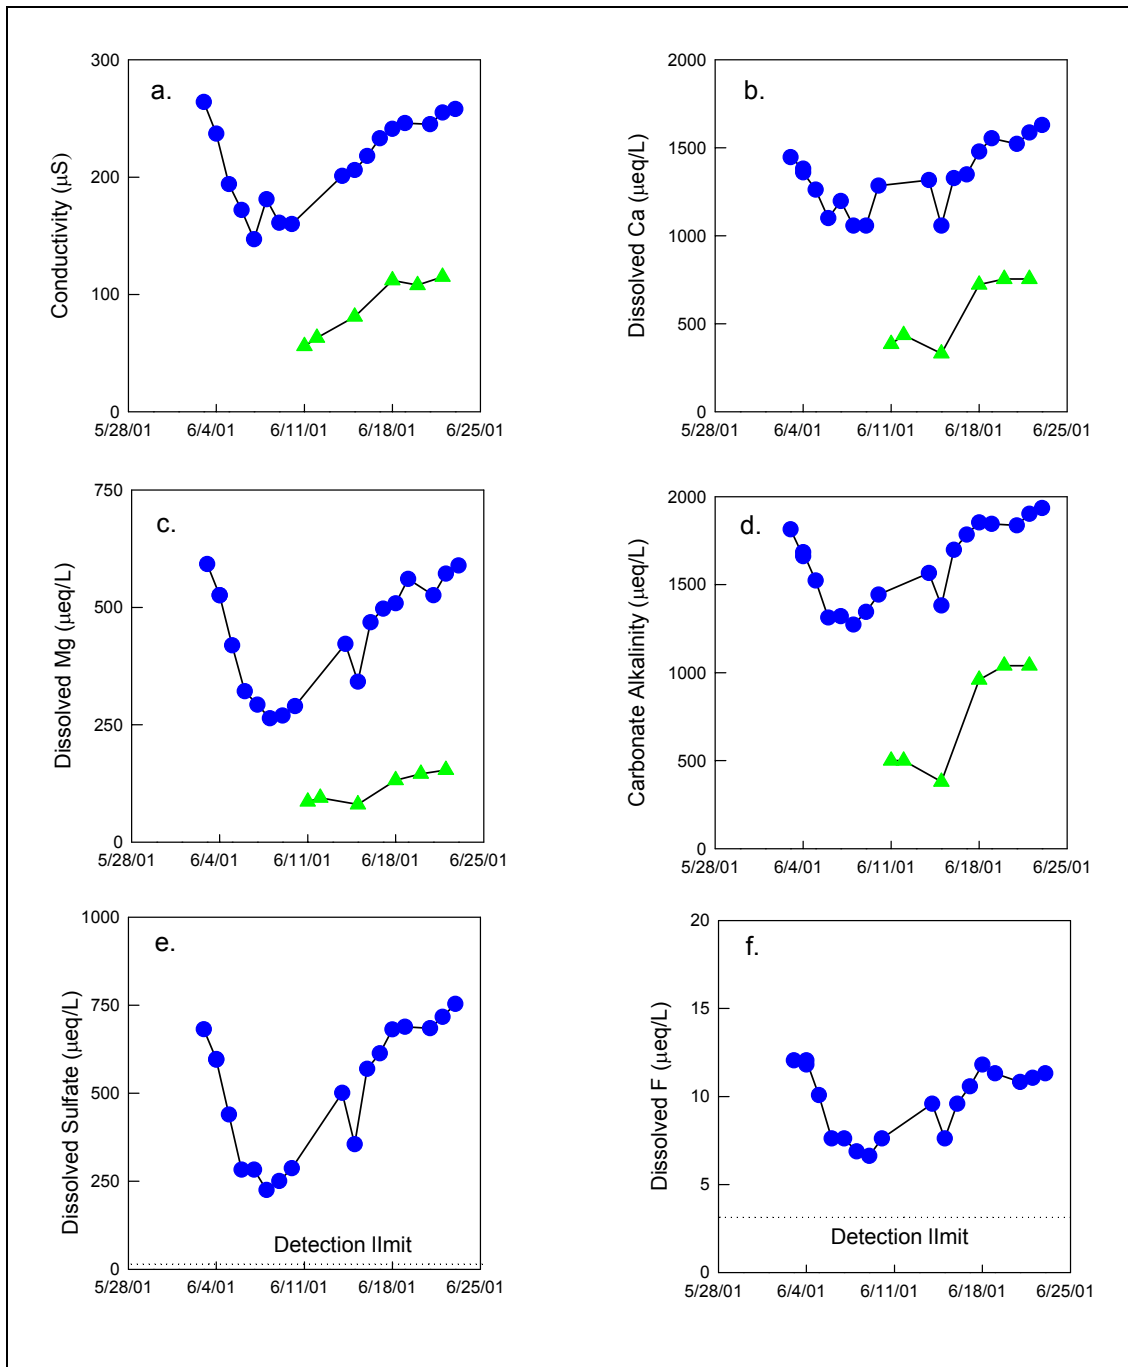 a.
Conductivity (μS)
300
200
100
0
5/28/01 6/4/01 6/11/01 6/18/01 6/25/01
b.
Dissolved Ca (μeq/L)
2000
1500
1000
500
0
5/28/01 6/4/01 6/11/01 6/18/01 6/25/01
c.
Dissolved Mg (μeq/L)
750
500
250
0
5/28/01 6/4/01 6/11/01 6/18/01 6/25/01
d.
Carbonate Alkalinity (μeq/L)
2000
1500
1000
500
0
5/28/01 6/4/01 6/11/01 6/18/01 6/25/01
e.
Dissolved Sulfate (μeq/L)
1000
750
500
250
0
Detection lImit
5/28/01 6/4/01 6/11/01 6/18/01 6/25/01
f.
Dissolved F (μeq/L)
20
15
10
5
0
Detection lImit
5/28/01 6/4/01 6/11/01 6/18/01 6/25/01